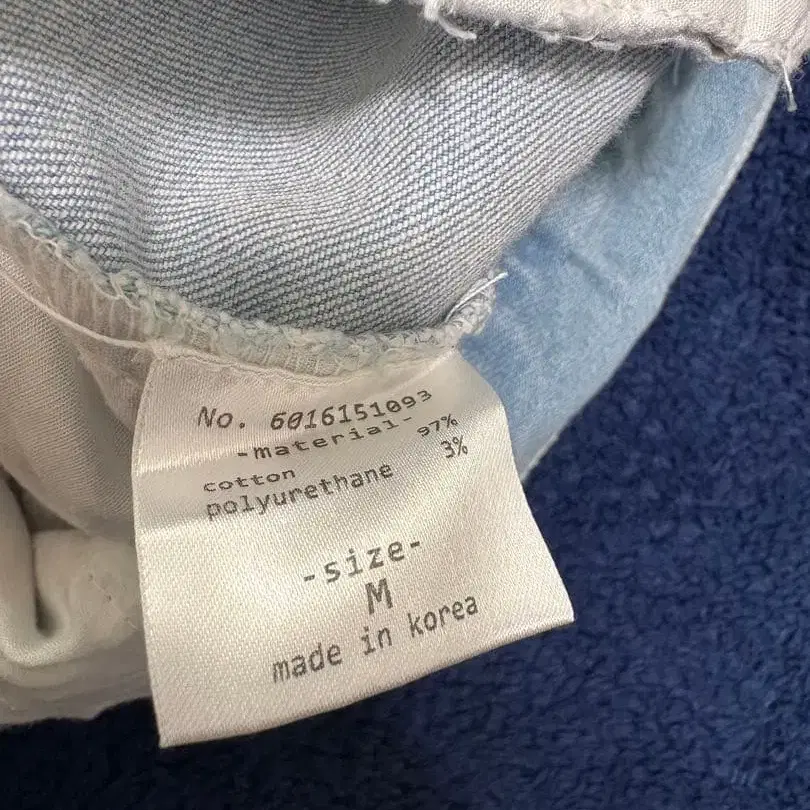 No. 6016151093
-material-
cotton 97%
polyurethane 3%
-size-
M
made in korea